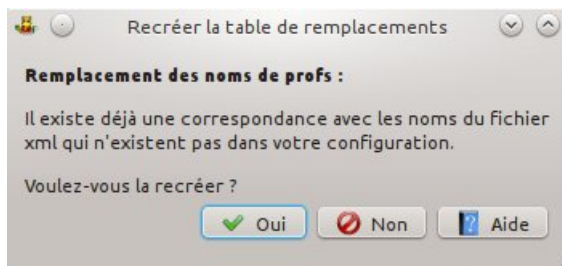 Recréer la table de remplacements
Remplacement des noms de profs :
Il existe déjà une correspondance avec les noms du fichier
xml qui n'existent pas dans votre configuration.
Voulez-vous la recréer ?
Oui Non Aide